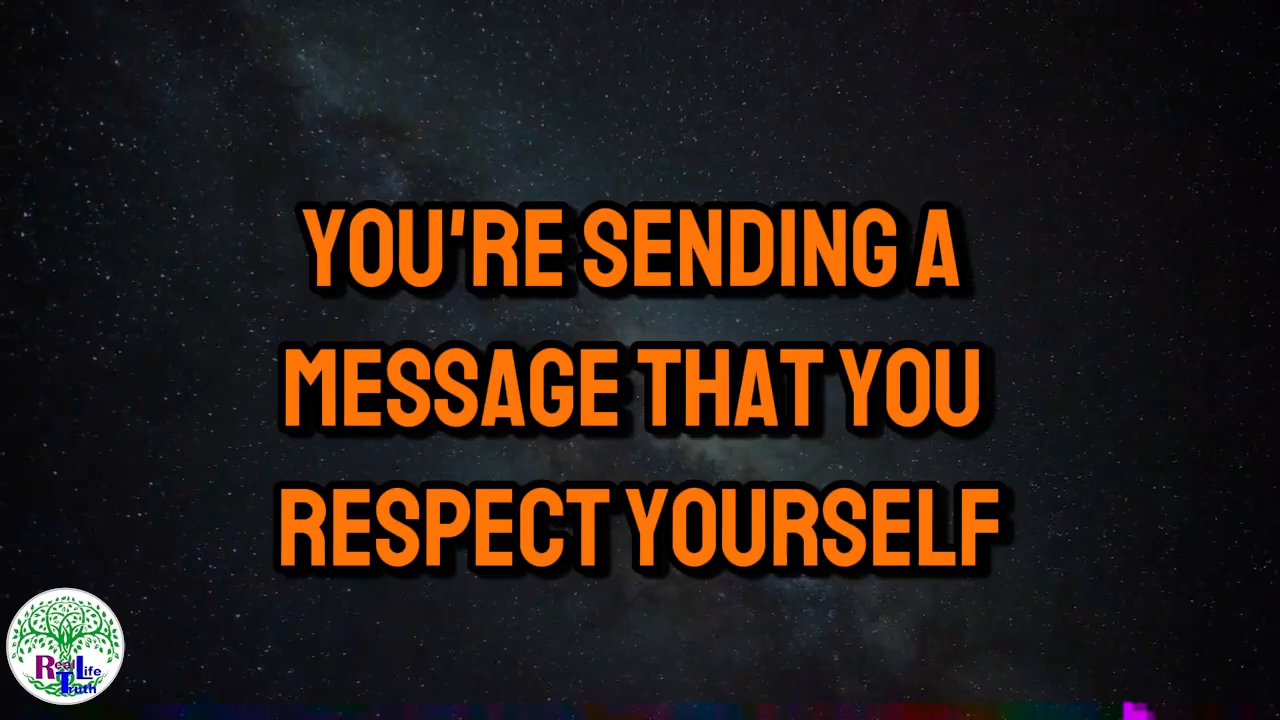 YOU'RE SENDING A
MESSAGE THAT YOU
RESPECT YOURSELF
Real Life
Truth